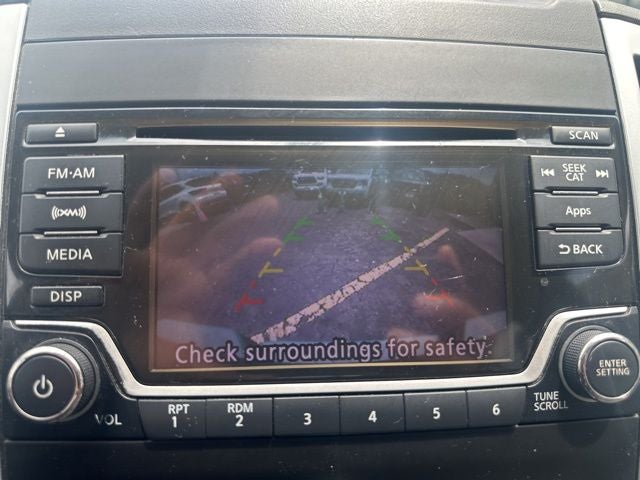 SCAN
FM·AM
SEEK
CAT
((XM))
Apps
MEDIA
BACK
DISP
Check surroundings for safety.
ENTER
SETTING
VOL
RPT
1
RDM
2
3
4
5
6
TUNE
SCROLL